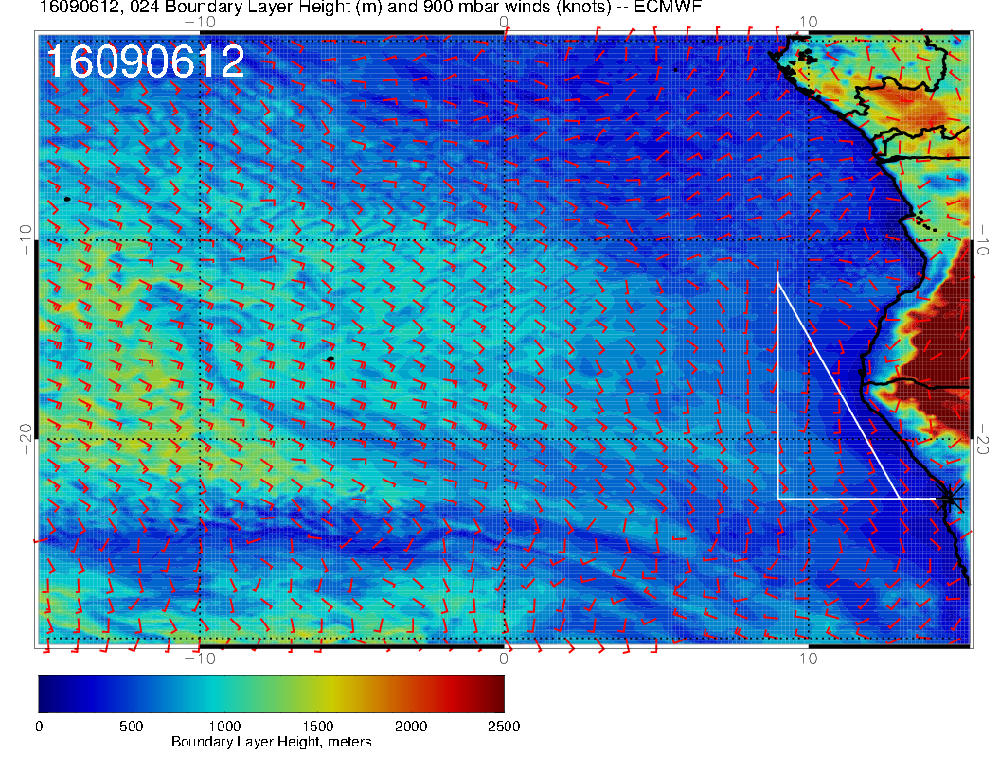 16090612, 024 Boundary Layer Height (m) and 900 mbar winds (knots) -- ECMWF
−10 0 10
16090612
−10 −10
−20 −20
−10 0 10
0 500 1000 1500 2000 2500
Boundary Layer Height, meters